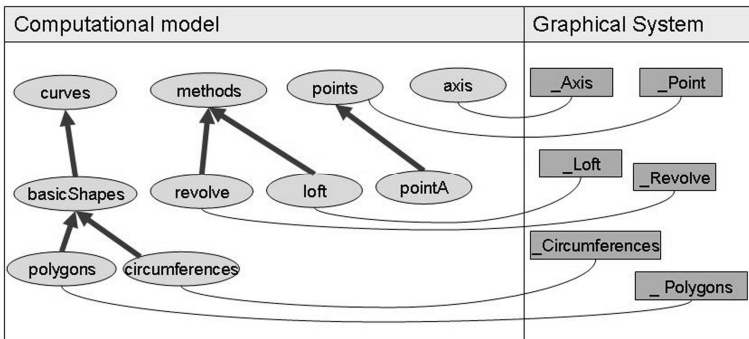 Computational model
Graphical System
curves
methods
points
axis
_Axis
_Point
basicShapes
revolve
loft
pointA
_Loft
_Revolve
polygons
circumferences
_Circumferences
_ Polygons